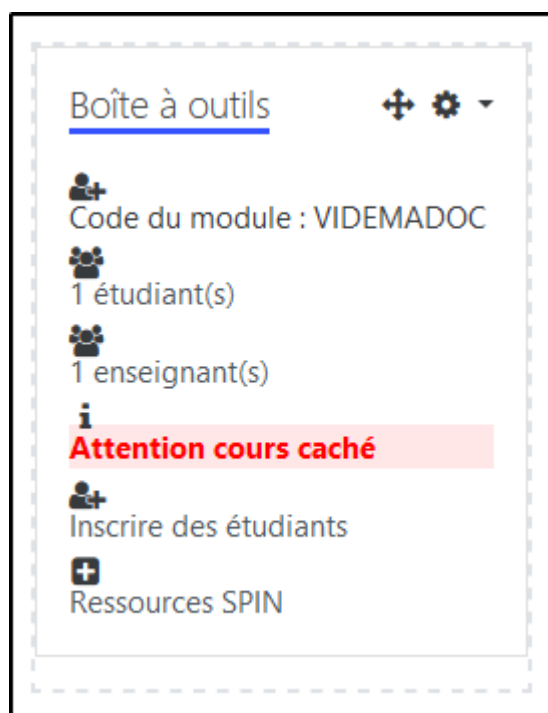 Boîte à outils
Code du module : VIDEMADOC
1 étudiant(s)
1 enseignant(s)
Attention cours caché
Inscrire des étudiants
Ressources SPIN